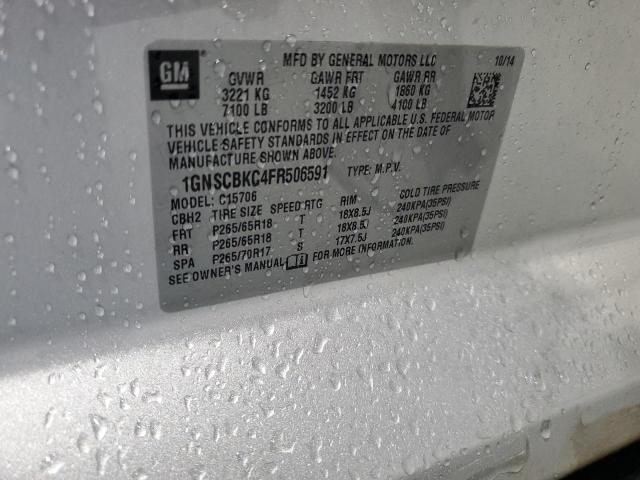 GM
MFD BY GENERAL MOTORS LLC 10/14
GVWR GAWR FRT GAWR RR
3221 KG 1452 KG 1860 KG
7100 LB 3200 LB 4100 LB
THIS VEHICLE CONFORMS TO ALL APPLICABLE U.S. FEDERAL MOTOR
VEHICLE SAFETY STANDARDS IN EFFECT ON THE DATE OF
MANUFACTURE SHOWN ABOVE.
1GNSCBKC4FR506591 TYPE: M.P.V.
MODEL: C15706
CBH2 TIRE SIZE SPEED RTG RIM COLD TIRE PRESSURE
FRT P265/65R18 T 18X8.5J 240KPA(35PSI)
RR P265/65R18 T 18X8.5J 240KPA(35PSI)
SPA P265/70R17 S 17X7.5J 240KPA(35PSI)
SEE OWNER'S MANUAL FOR MORE INFORMATION.